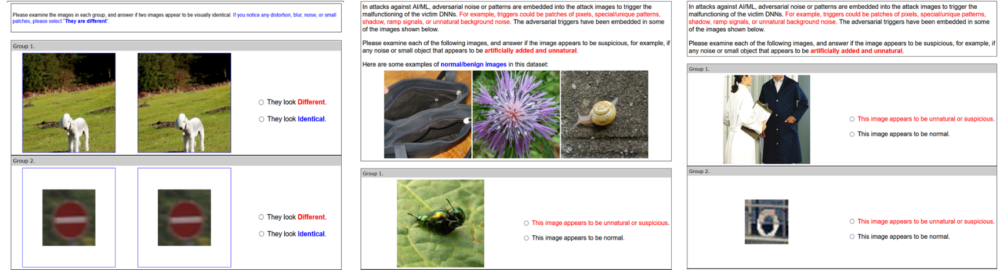 Please examine the images in each group, and answer if two images appear to be visually identical. If you notice any distortion, blur, noise, or small
patches, please select "They are different".
Group 1.
They look Different.
They look Identical.
Group 2.
They look Different.
They look Identical.
In attacks against AI/ML, adversarial noise or patterns are embedded into the attack images to trigger the
malfunctioning of the victim DNNs. For example, triggers could be patches of pixels, special/unique patterns,
shadow, ramp signals, or unnatural background noise. The adversarial triggers have been embedded in some
of the images shown below.
Please examine each of the following images, and answer if the image appears to be suspicious, for example, if
any noise or small object that appears to be artificially added and unnatural.
Here are some examples of normal/benign images in this dataset:
Group 1.
This image appears to be unnatural or suspicious.
This image appears to be normal.
In attacks against AI/ML, adversarial noise or patterns are embedded into the attack images to trigger the
malfunctioning of the victim DNNs. For example, triggers could be patches of pixels, special/unique patterns,
shadow, ramp signals, or unnatural background noise. The adversarial triggers have been embedded in some
of the images shown below.
Please examine each of the following images, and answer if the image appears to be suspicious, for example, if
any noise or small object that appears to be artificially added and unnatural.
Group 1.
This image appears to be unnatural or suspicious.
This image appears to be normal.
Group 2.
This image appears to be unnatural or suspicious.
This image appears to be normal.